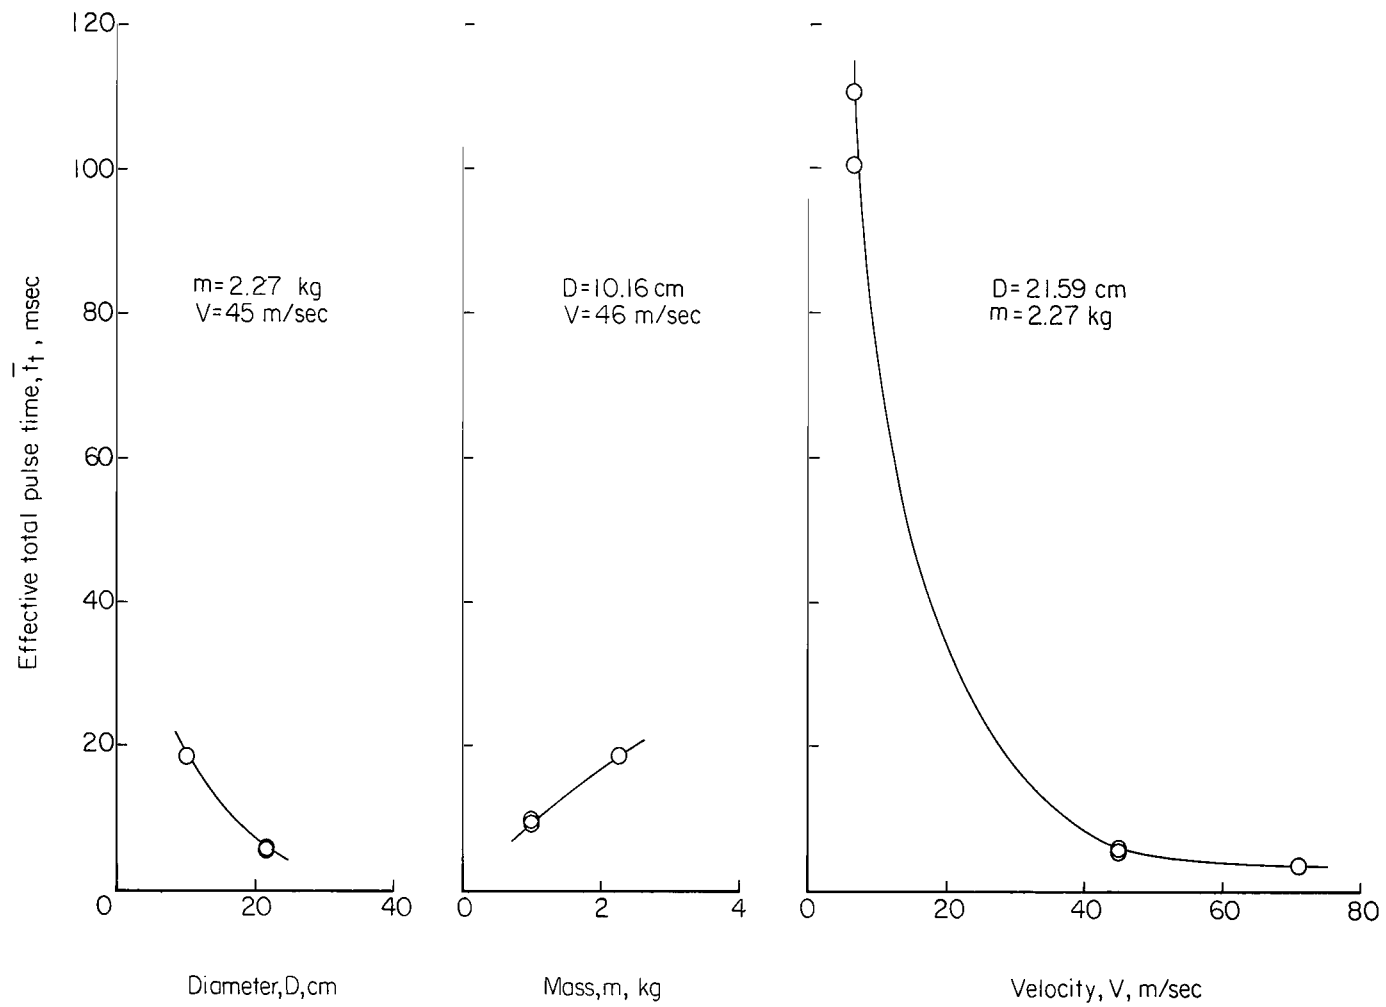 Effective total pulse time, t̄t, msec
120
100
80
60
40
20
m=2.27 kg
V=45 m/sec
0 20 40
Diameter, D, cm
D=10.16 cm
V=46 m/sec
0 2 4
Mass, m, kg
D=21.59 cm
m=2.27 kg
0 20 40 60 80
Velocity, V, m/sec